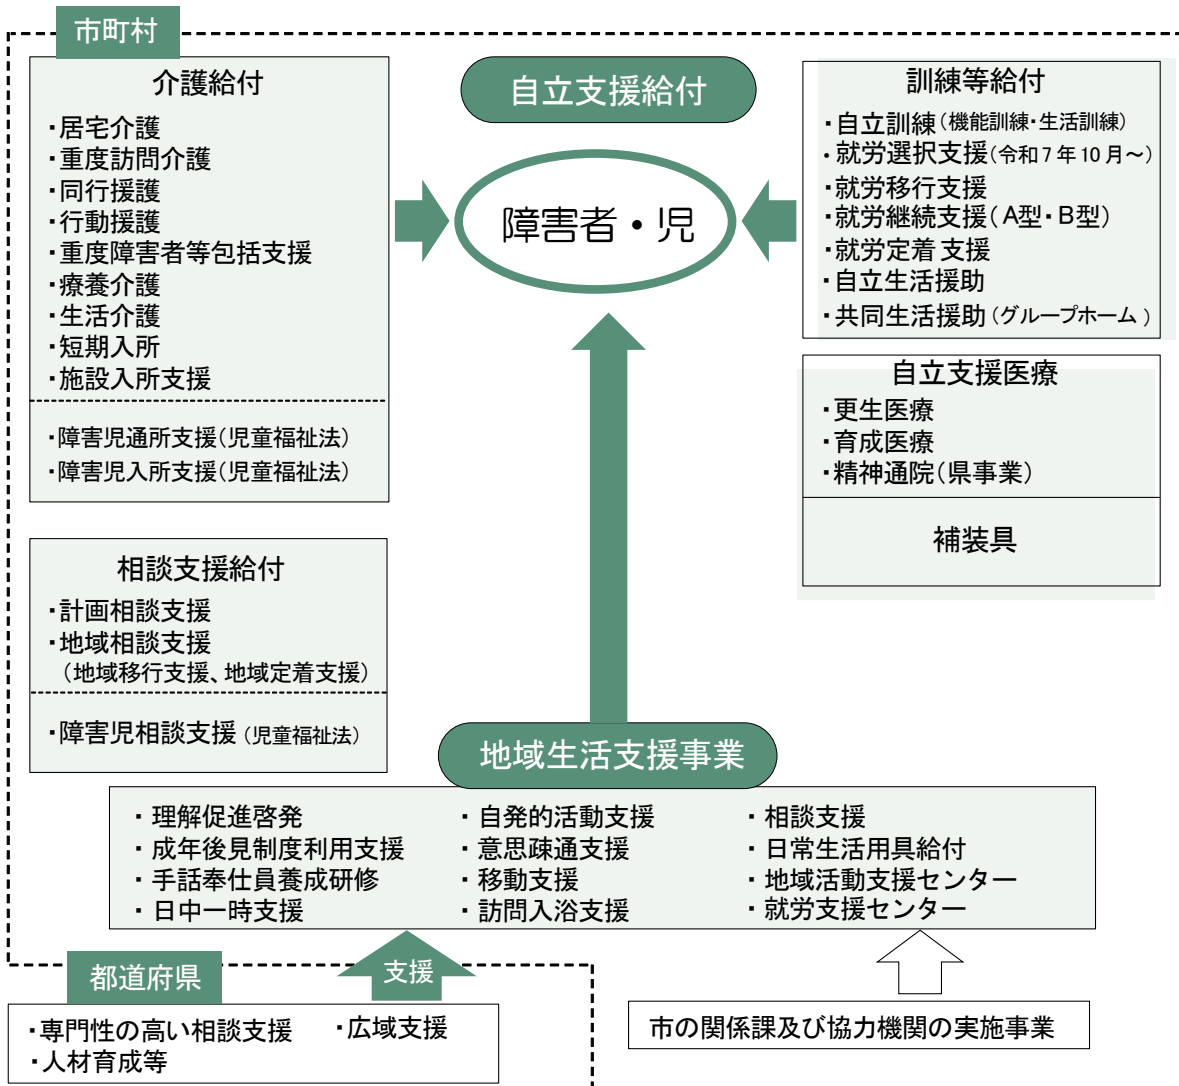 市町村
介護給付
・居宅介護
・重度訪問介護
・同行援護
・行動援護
・重度障害者等包括支援
・療養介護
・生活介護
・短期入所
・施設入所支援
・障害児通所支援(児童福祉法)
・障害児入所支援(児童福祉法)
自立支援給付
障害者・児
訓練等給付
・自立訓練(機能訓練・生活訓練)
・就労選択支援(令和7年10月～)
・就労移行支援
・就労継続支援(A型・B型)
・就労定着支援
・自立生活援助
・共同生活援助(グループホーム)
自立支援医療
・更生医療
・育成医療
・精神通院(県事業)
補装具
相談支援給付
・計画相談支援
・地域相談支援
(地域移行支援、地域定着支援)
・障害児相談支援(児童福祉法)
地域生活支援事業
・理解促進啓発
・成年後見制度利用支援
・手話奉仕員養成研修
・日中一時支援
・自発的活動支援
・意思疎通支援
・移動支援
・訪問入浴支援
・相談支援
・日常生活用具給付
・地域活動支援センター
・就労支援センター
都道府県
支援
・専門性の高い相談支援
・人材育成等
・広域支援
市の関係課及び協力機関の実施事業